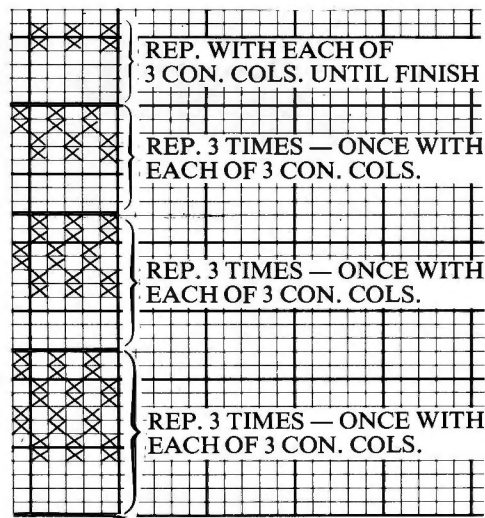 REP. WITH EACH OF
3 CON. COLS. UNTIL FINISH
REP. 3 TIMES — ONCE WITH
EACH OF 3 CON. COLS.
REP. 3 TIMES — ONCE WITH
EACH OF 3 CON. COLS.
REP. 3 TIMES — ONCE WITH
EACH OF 3 CON. COLS.